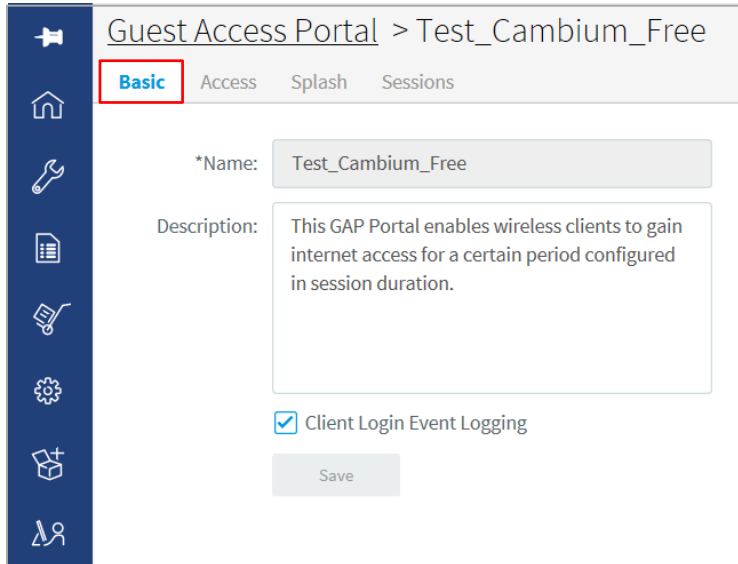 Guest Access Portal > Test_Cambium_Free
Basic Access Splash Sessions
*Name: Test_Cambium_Free
Description: This GAP Portal enables wireless clients to gain
internet access for a certain period configured
in session duration.
Client Login Event Logging
Save